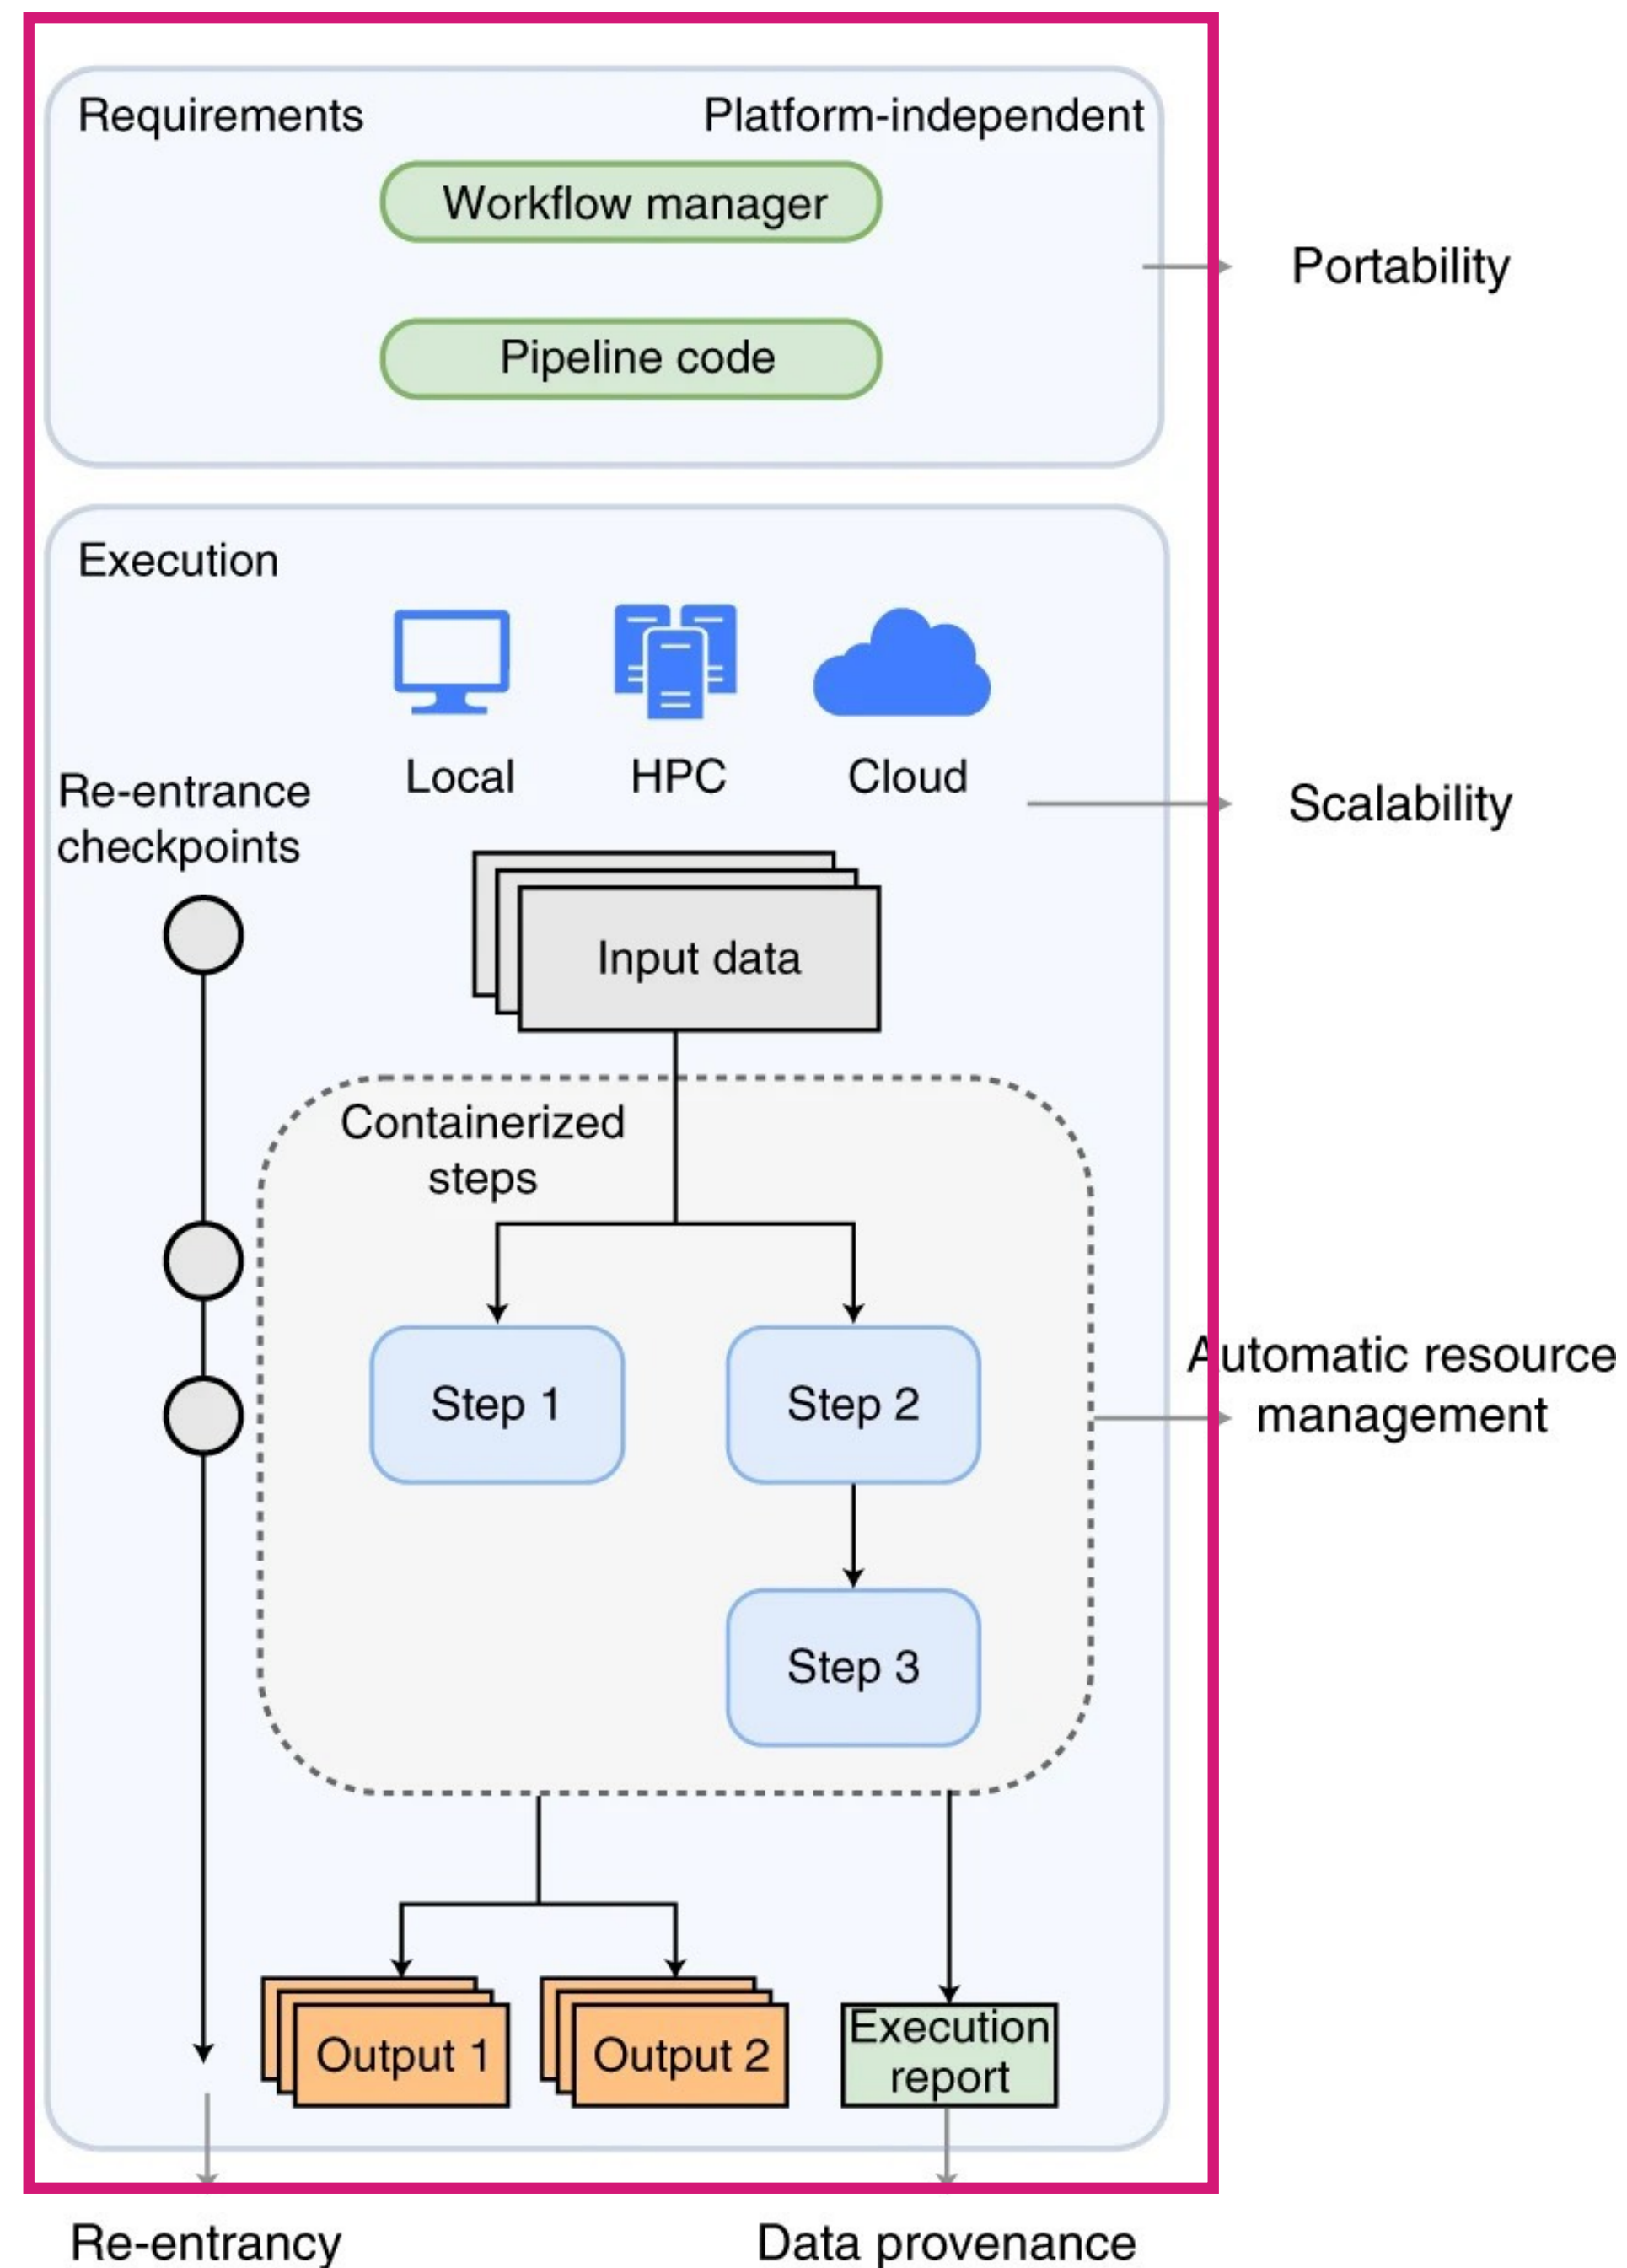 Requirements
Platform-independent
Workflow manager
Portability
Pipeline code
Execution
Local
HPC
Cloud
Re-entrance
checkpoints
Scalability
Input data
Containerized
steps
Automatic resource
management
Step 1
Step 2
Step 3
Output 1
Output 2
Execution
report
Re-entrancy
Data provenance